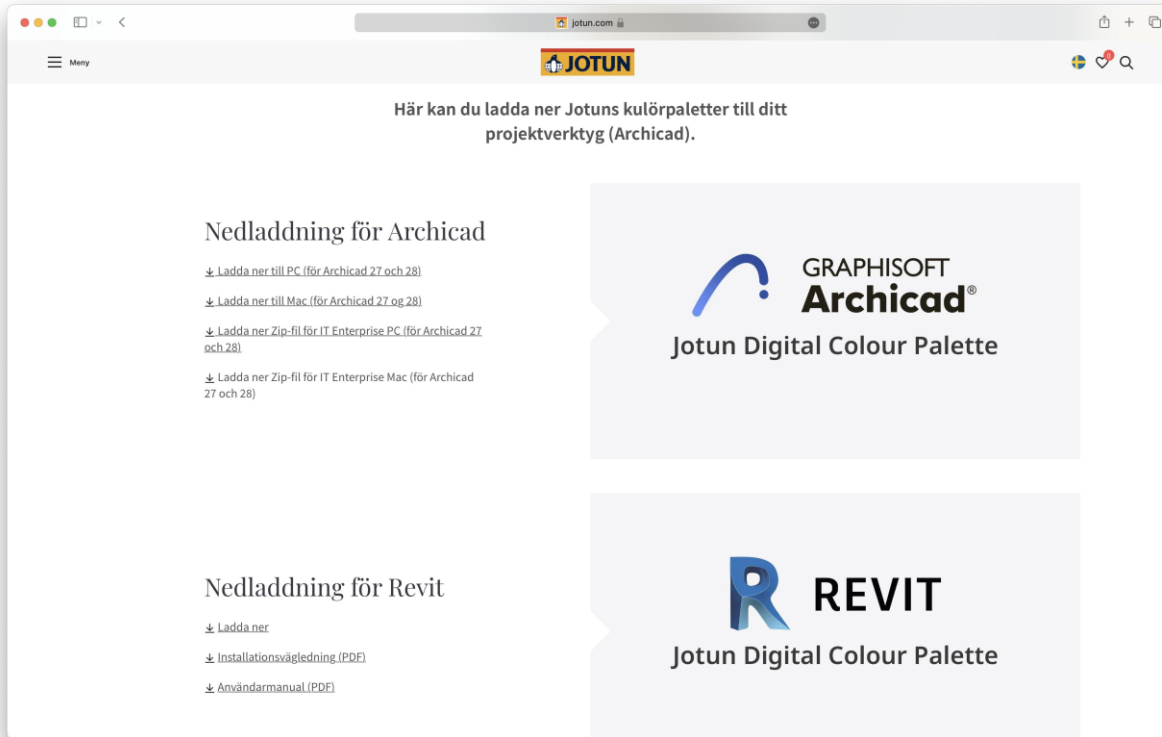 jotun.com
Meny
JOTUN
0
Här kan du ladda ner Jotuns kulörpaletter till ditt
projektverktyg (Archicad).
Nedladdning för Archicad
Ladda ner till PC (för Archicad 27 och 28)
Ladda ner till Mac (för Archicad 27 og 28)
Ladda ner Zip-fil för IT Enterprise PC (för Archicad 27
och 28)
Ladda ner Zip-fil för IT Enterprise Mac (för Archicad
27 och 28)
GRAPHISOFT
Archicad®
Jotun Digital Colour Palette
Nedladdning för Revit
Ladda ner
Installationsvägledning (PDF)
Användarmanual (PDF)
R REVIT
Jotun Digital Colour Palette